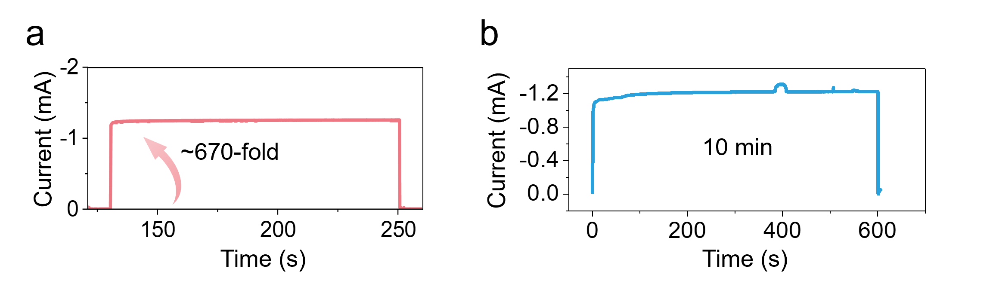 a
Current (mA)
-2
-1
0
~670-fold
150 200 250
Time (s)
b
Current (mA)
-1.2
-0.8
-0.4
0.0
10 min
0 200 400 600
Time (s)